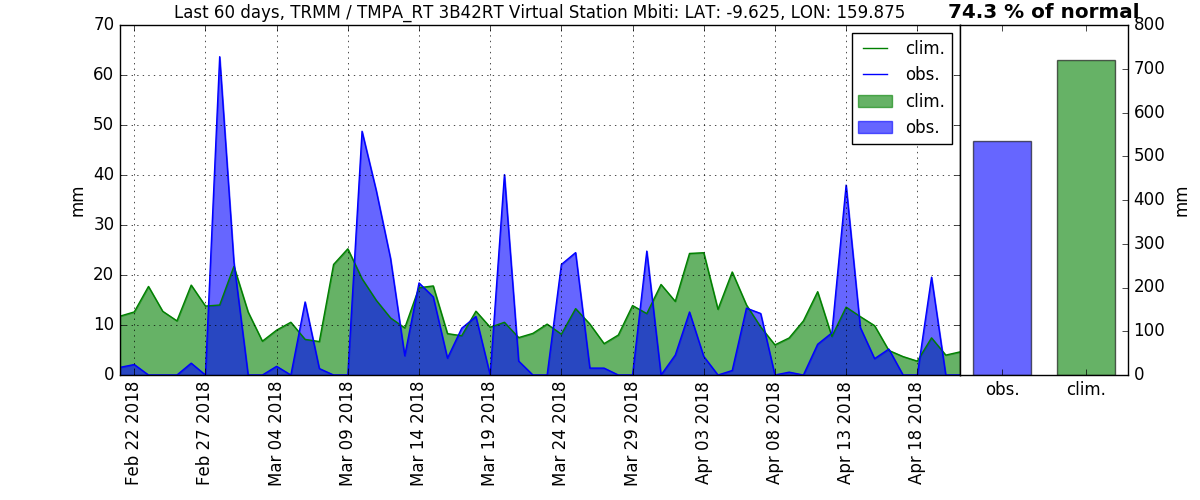 Last 60 days, TRMM / TMPA_RT 3B42RT Virtual Station Mbiti: LAT: -9.625, LON: 159.875
74.3 % of normal
70
60
50
40
30
20
10
0
mm
clim.
obs.
clim.
obs.
800
700
600
500
400
300
200
100
0
mm
obs.
clim.
Feb 22 2018
Feb 27 2018
Mar 04 2018
Mar 09 2018
Mar 14 2018
Mar 19 2018
Mar 24 2018
Mar 29 2018
Apr 03 2018
Apr 08 2018
Apr 13 2018
Apr 18 2018